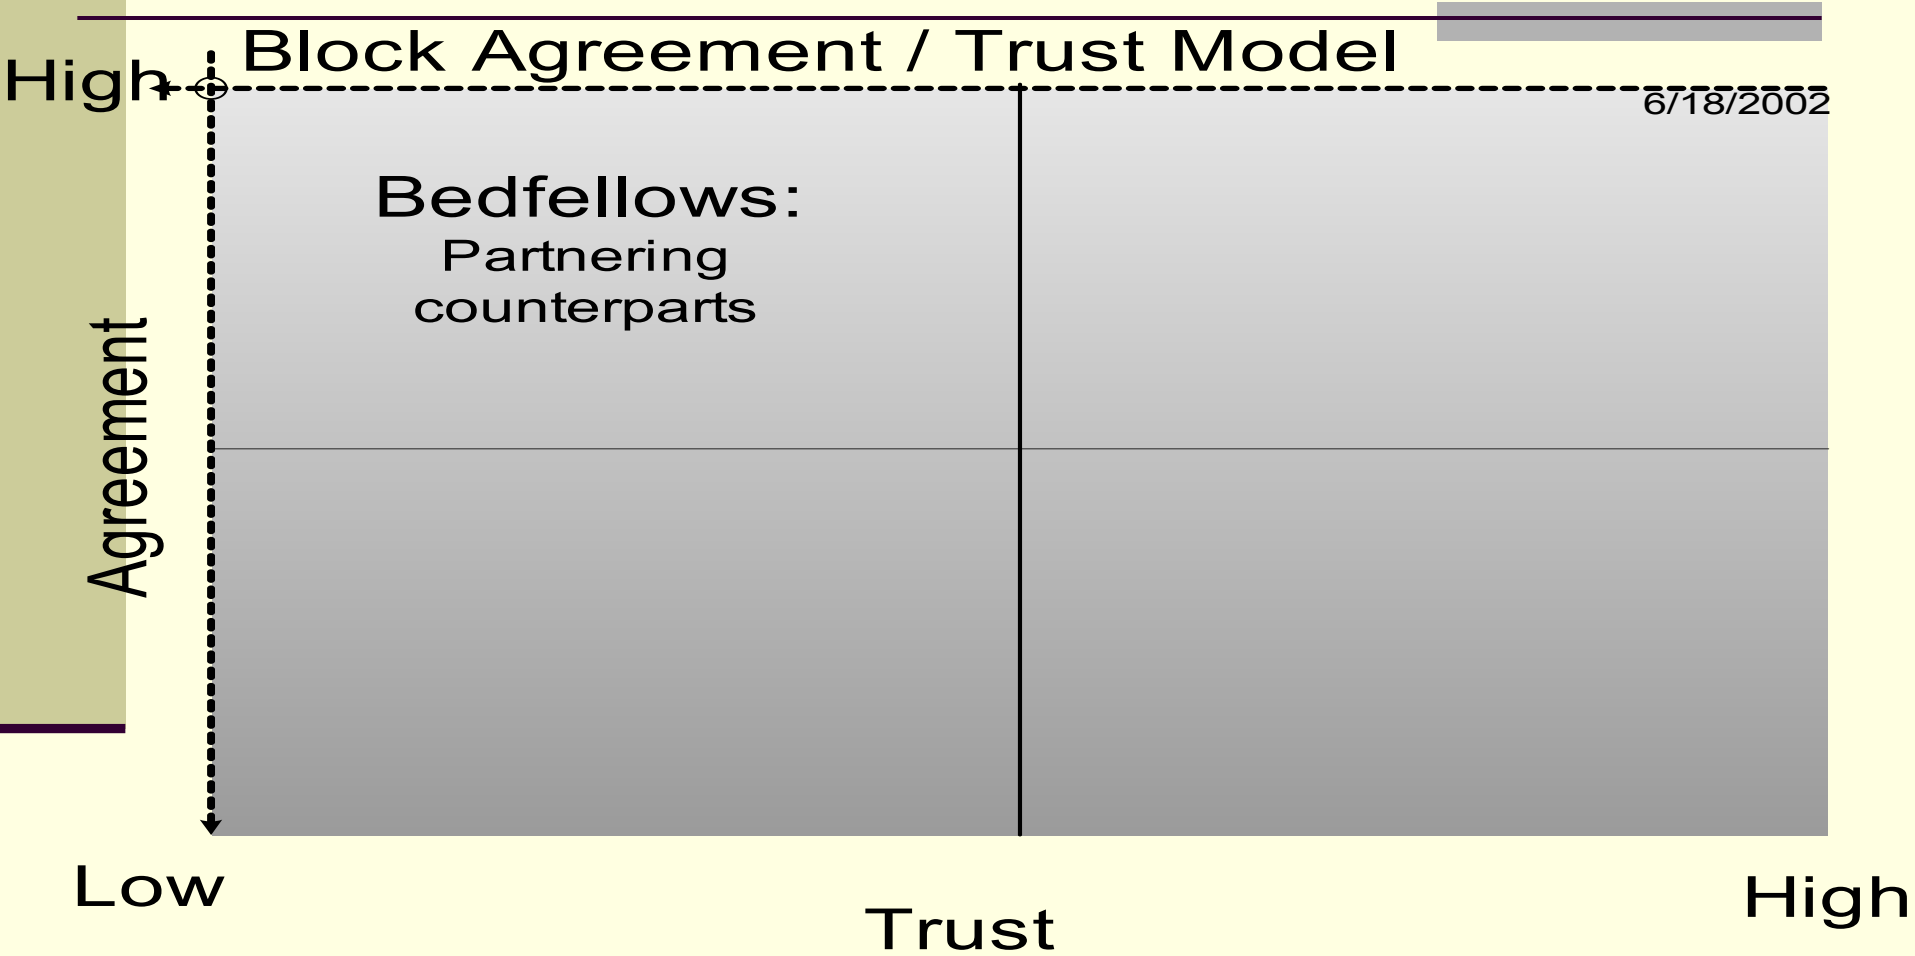 Block Agreement / Trust Model
High
6/18/2002
Bedfellows:
Partnering
counterparts
Agreement
Low
High
Trust